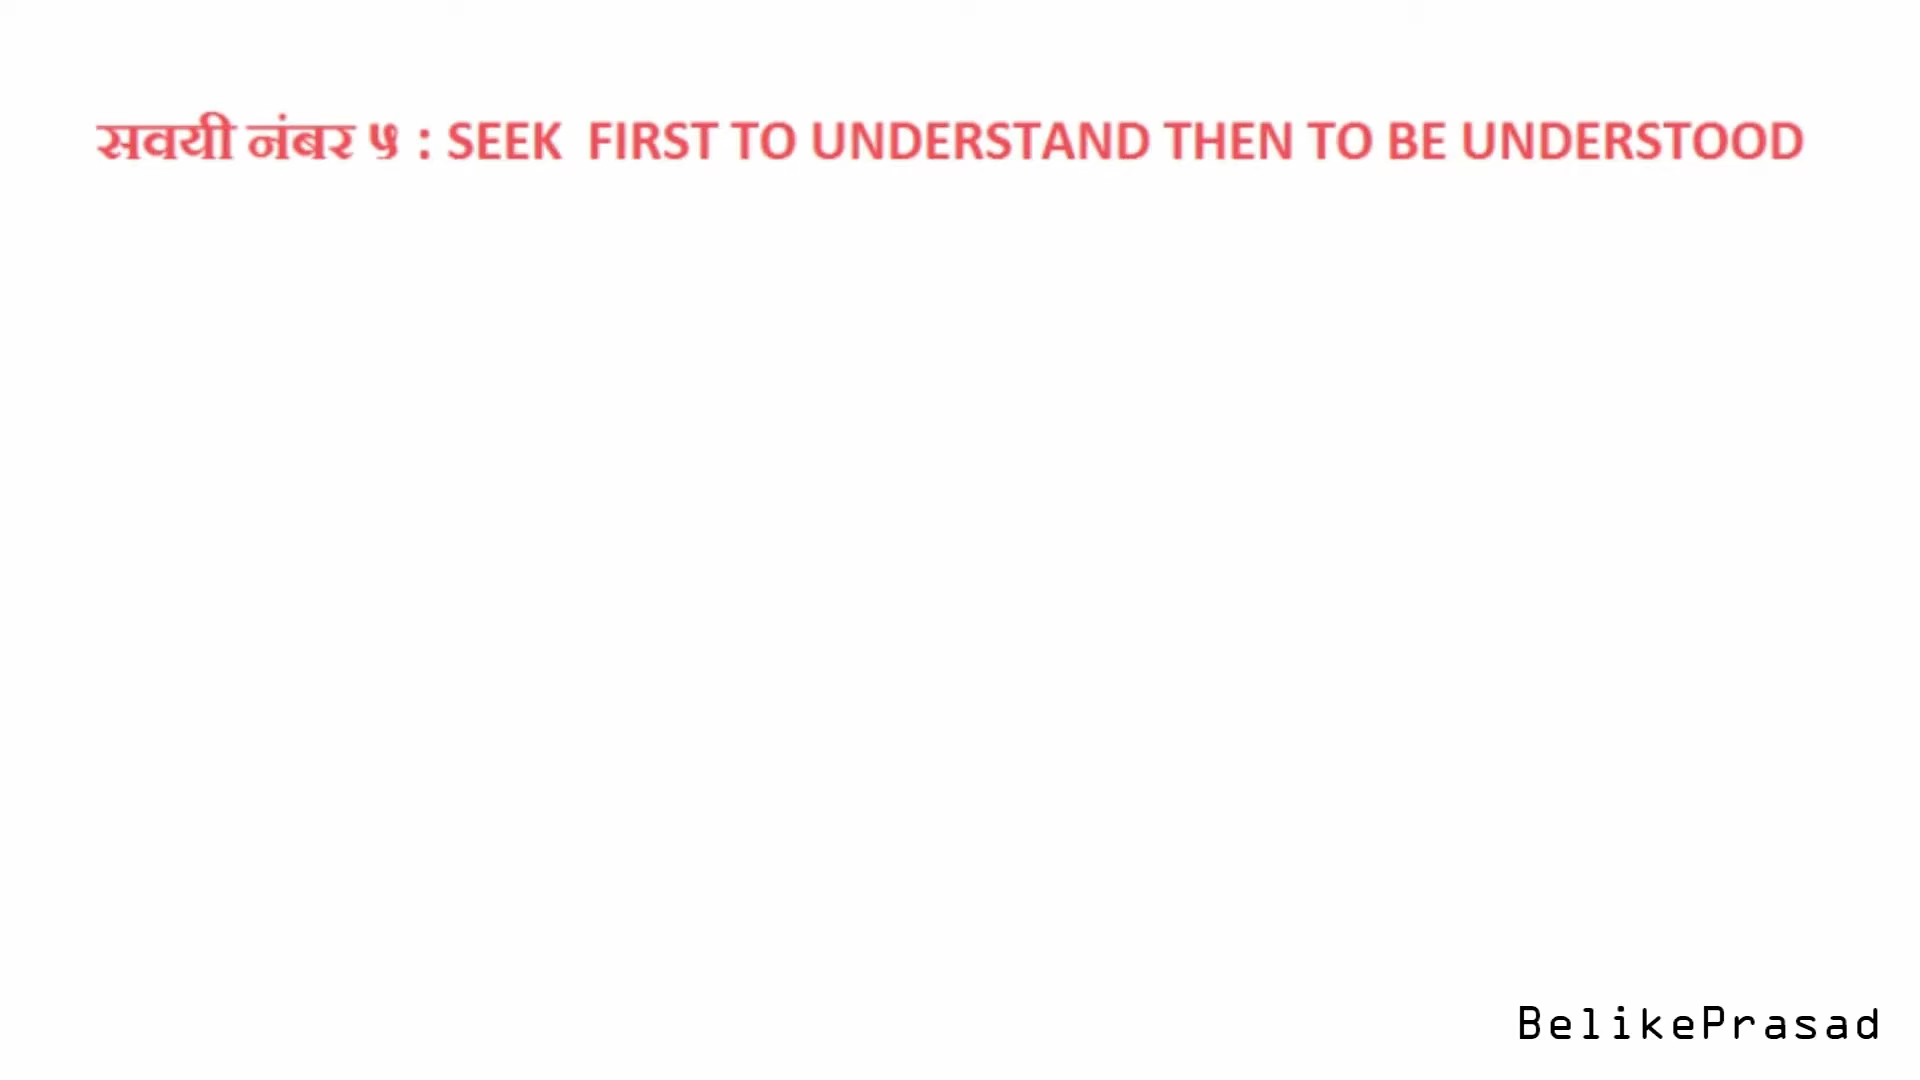 सवयी नंबर ५ : SEEK  FIRST TO UNDERSTAND THEN TO BE UNDERSTOOD
BelikePrasad